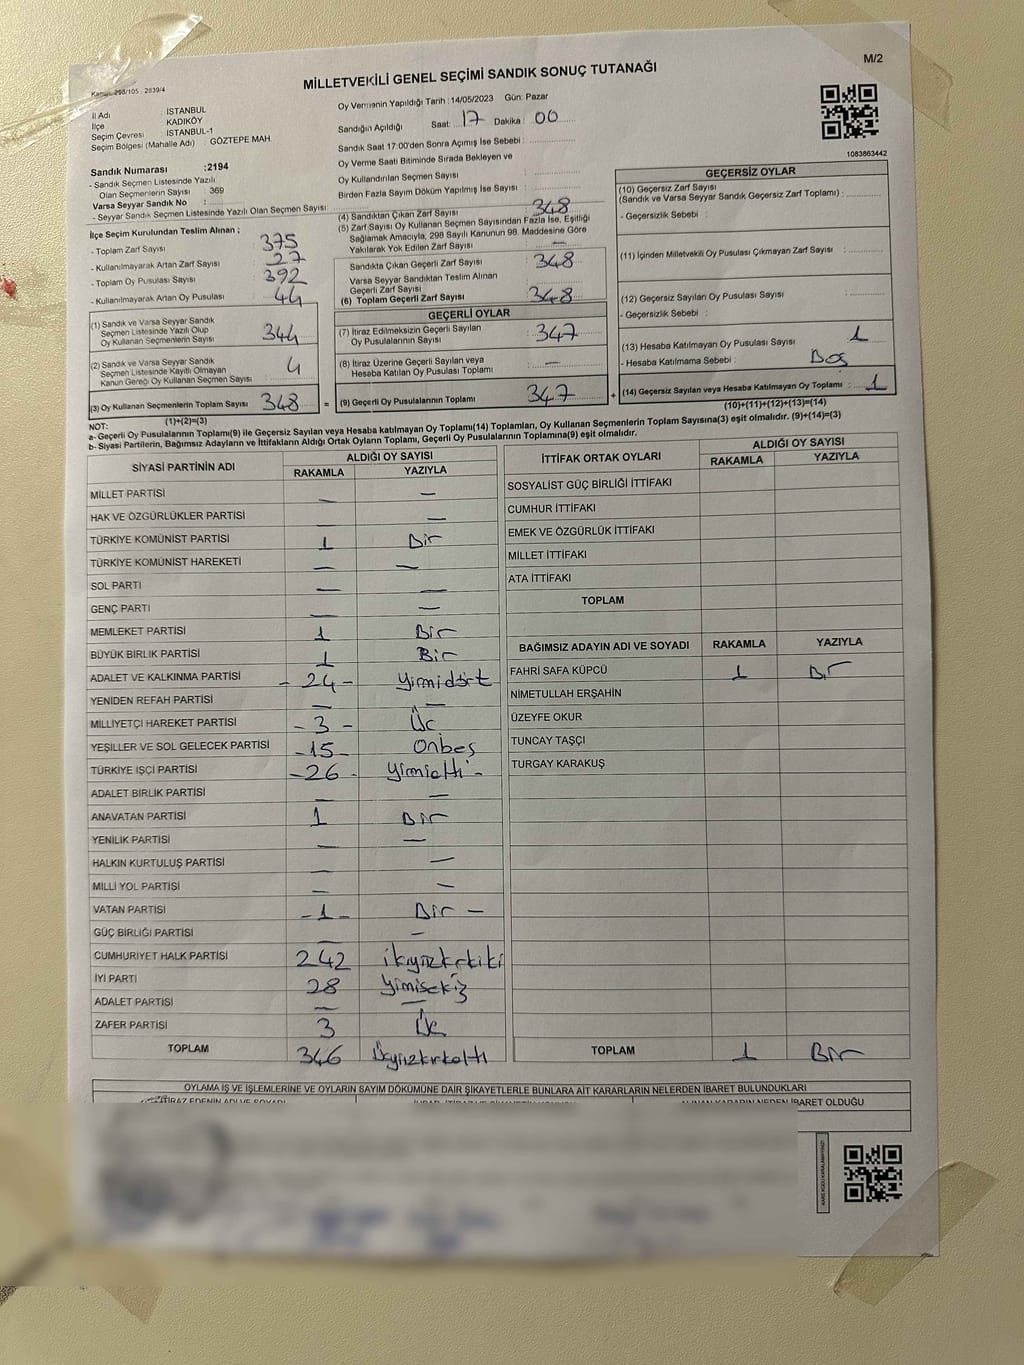 M/2
MİLLETVEKİLİ GENEL SEÇİMİ SANDIK SONUÇ TUTANAĞI
İl Adı : İSTANBUL
İlçe : KADIKÖY
Seçim Çevresi : İSTANBUL-1
Seçim Bölgesi (Mahalle Adı) GÖZTEPE MAH.
Sandık Numarası :2194
- Sandık Seçmen Listesinde Yazılı
Olan Seçmenlerin Sayısı : 369
Varsa Seyyar Sandık No :
- Seyyar Sandık Seçmen Listesinde Yazılı Olan Seçmen Sayısı:
İlçe Seçim Kurulundan Teslim Alınan ;
- Toplam Zarf Sayısı : 375
- Kullanılmayarak Artan Zarf Sayısı : 27
- Toplam Oy Pusulası Sayısı : 392
- Kullanılmayarak Artan Oy Pusulası : 44
(1) Sandık ve Varsa Seyyar Sandık
Seçmen Listesinde Yazılı Olup
Oy Kullanan Seçmenlerin Sayısı : 344
(2) Sandık ve Varsa Seyyar Sandık
Seçmen Listesinde Kayıtlı Olmayan
Kanun Gereği Oy Kullanan Seçmen Sayısı : 4
(3) Oy Kullanan Seçmenlerin Toplam Sayısı 348
(1)+(2)=(3)
Oy Vermenin Yapıldığı Tarih :14/05/2023 Gün: Pazar
Sandığın Açıldığı Saat: 17 Dakika : 00
Sandık Saat 17:00'den Sonra Açımış İse Sebebi :
Oy Verme Saati Bitiminde Sırada Bekleyen ve
Oy Kullandırılan Seçmen Sayısı :
Birden Fazla Sayım Döküm Yapılmış İse Sayısı :
(4) Sandıktan Çıkan Zarf Sayısı : 348
(5) Zarf Sayısı Oy Kullanan Seçmen Sayısından Fazla İse, Eşitliği
Sağlamak Amacıyla, 298 Sayılı Kanunun 98. Maddesine Göre
Yakılarak Yok Edilen Zarf Sayısı : —
Sandıkta Çıkan Geçerli Zarf Sayısı : 348
Varsa Seyyar Sandıktan Teslim Alınan
Geçerli Zarf Sayısı :
(6) Toplam Geçerli Zarf Sayısı : 348
GEÇERLİ OYLAR
(7) İtiraz Edilmeksizin Geçerli Sayılan
Oy Pusulasının Sayısı : 347
(8) İtiraz Üzerine Geçerli Sayılan veya
Hesaba Katılan Oy Pusulası Toplamı : —
= (9) Geçerli Oy Pusulalarının Toplamı : 347 +
1083863442
GEÇERSİZ OYLAR
(10) Geçersiz Zarf Sayısı
(Sandık ve Varsa Seyyar Sandık Geçersiz Zarf Toplamı) :
- Geçersizlik Sebebi :
(11) İçinden Milletvekili Oy Pusulası Çıkmayan Zarf Sayısı :
(12) Geçersiz Sayılan Oy Pusulası Sayısı :
- Geçersizlik Sebebi :
(13) Hesaba Katılmayan Oy Pusulası Sayısı : 1
- Hesaba Katılmama Sebebi : Boş
(14) Geçersiz Sayılan veya Hesaba Katılmayan Oy Toplamı : 1
(10)+(11)+(12)+(13)=(14)
NOT:
a- Geçerli Oy Pusulalarının Toplamı(9) ile Geçersiz Sayılan veya Hesaba katılmayan Oy Toplamı(14) Toplamları, Oy Kullanan Seçmenlerin Toplam Sayısına(3) eşit olmalıdır. (9)+(14)=(3)
b- Siyasi Partilerin, Bağımsız Adayların ve İttifakların Aldığı Ortak Oyların Toplamı, Geçerli Oy Pusulalarının Toplamına(9) eşit olmalıdır.
SİYASİ PARTİNİN ADI ALDIĞI OY SAYISI
RAKAMLA YAZIYLA
MİLLET PARTİSİ — —
HAK VE ÖZGÜRLÜKLER PARTİSİ — —
TÜRKİYE KOMÜNİST PARTİSİ 1 Bir
TÜRKİYE KOMÜNİST HAREKETİ — —
SOL PARTİ — —
GENÇ PARTİ — —
MEMLEKET PARTİSİ 1 Bir
BÜYÜK BİRLİK PARTİSİ 1 Bir
ADALET VE KALKINMA PARTİSİ - 24 - Yirmidört
YENİDEN REFAH PARTİSİ — —
MİLLİYETÇİ HAREKET PARTİSİ - 3 - Üç
YEŞİLLER VE SOL GELECEK PARTİSİ -15- Onbeş
TÜRKİYE İŞÇİ PARTİSİ -26- Yirmialtı -
ADALET BİRLİK PARTİSİ — —
ANAVATAN PARTİSİ 1 Bir
YENİLİK PARTİSİ — —
HALKIN KURTULUŞ PARTİSİ — —
MİLLİ YOL PARTİSİ — —
VATAN PARTİSİ -1- Bir —
GÜÇ BİRLİĞİ PARTİSİ — —
CUMHURİYET HALK PARTİSİ 242 ikiyüzkırkiki
İYİ PARTİ 28 Yimisekiz
ADALET PARTİSİ — —
ZAFER PARTİSİ 3 Üç
TOPLAM 346 Üçyüzkırkaltı
İTTİFAK ORTAK OYLARI ALDIĞI OY SAYISI
RAKAMLA YAZIYLA
SOSYALİST GÜÇ BİRLİĞİ İTTİFAKI
CUMHUR İTTİFAKI
EMEK VE ÖZGÜRLÜK İTTİFAKI
MİLLET İTTİFAKI
ATA İTTİFAKI
TOPLAM
BAĞIMSIZ ADAYIN ADI VE SOYADI RAKAMLA YAZIYLA
FAHRİ SAFA KÜPCÜ 1 Bir
NİMETULLAH ERŞAHİN
ÜZEYFE OKUR
TUNCAY TAŞÇI
TURGAY KARAKUŞ
TOPLAM 1 Bir
OYLAMA İŞ VE İŞLEMLERİNE VE OYLARIN SAYIM DÖKÜMÜNE DAİR ŞİKAYETLERLE BUNLARA AİT KARARLARIN NELERDEN İBARET BULUNDUKLARI
İTİRAZ EDENİN ADI VE SOYADI ALINAN KARARIN NEDEN İBARET OLDUĞU